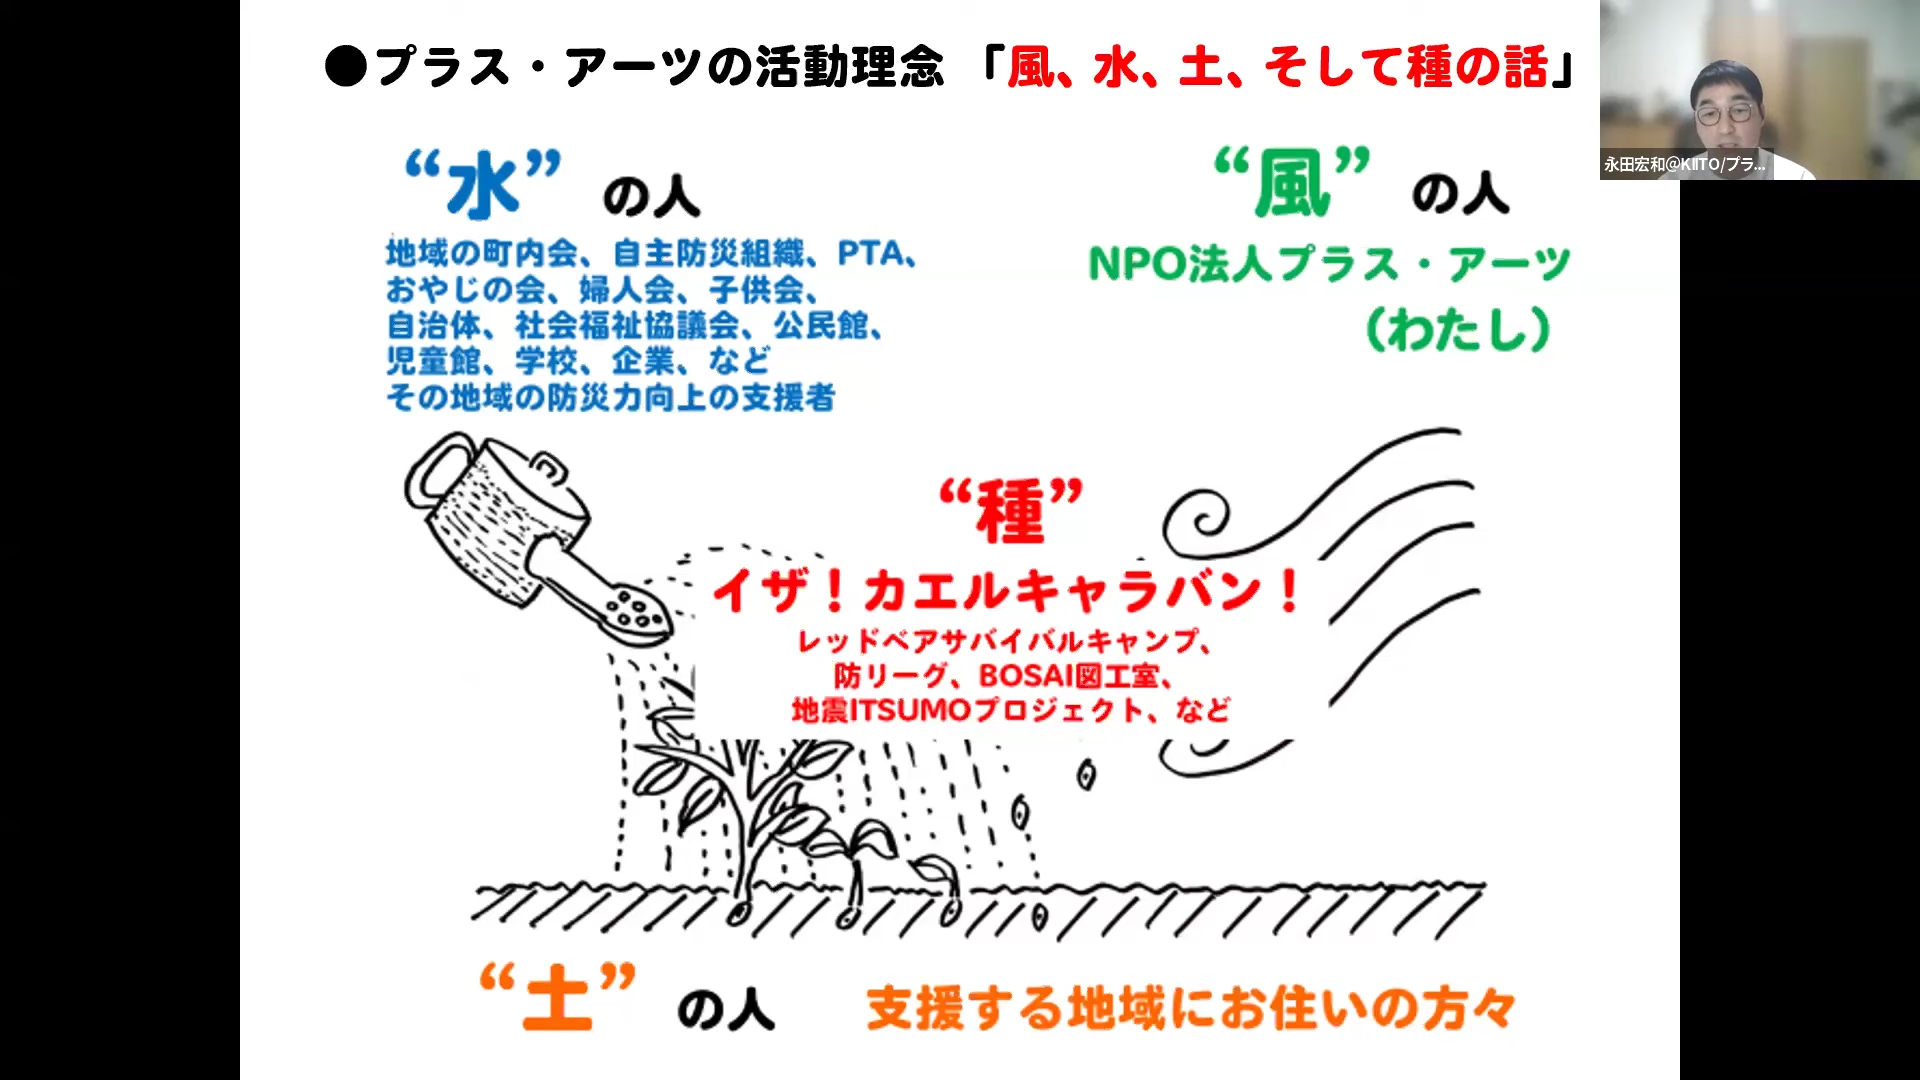 ●プラス・アーツの活動理念 「風、水、土、そして種の話」
永田宏和@KIITO/プラ...
“水” の人
地域の町内会、自主防災組織、PTA、
おやじの会、婦人会、子供会、
自治体、社会福祉協議会、公民館、
児童館、学校、企業、など
その地域の防災力向上の支援者
“風” の人
NPO法人プラス・アーツ
（わたし）
“種”
イザ！カエルキャラバン！
レッドベアサバイバルキャンプ、
防リーグ、BOSAI図工室、
地震ITSUMOプロジェクト、など
“土” の人 支援する地域にお住いの方々